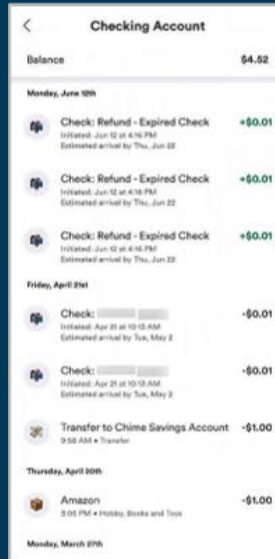 Checking Account
Balance $4.52
Monday, June 12th
Check: Refund - Expired Check +$0.01
Initiated: Jun 12 at 4:16 PM
Estimated arrival by Thu, Jun 22
Check: Refund - Expired Check +$0.01
Initiated: Jun 12 at 4:16 PM
Estimated arrival by Thu, Jun 22
Check: Refund - Expired Check +$0.01
Initiated: Jun 12 at 4:16 PM
Estimated arrival by Thu, Jun 22
Friday, April 21st
Check: -$0.01
Initiated: Apr 21 at 10:13 AM
Estimated arrival by Tue, May 2
Check: -$0.01
Initiated: Apr 21 at 10:13 AM
Estimated arrival by Tue, May 2
Transfer to Chime Savings Account -$1.00
9:58 AM • Transfer
Thursday, April 20th
Amazon -$1.00
3:05 PM • Hobby, Books and Toys
Monday, March 27th